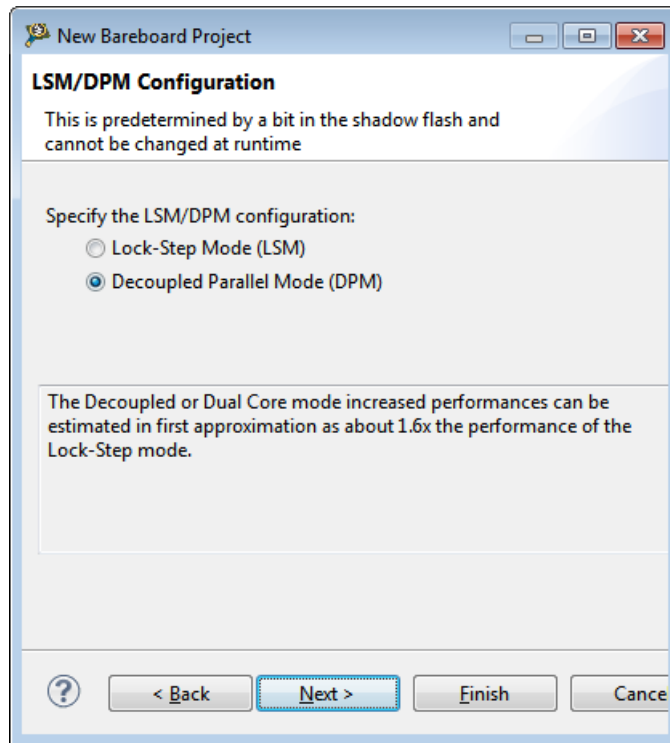 New Bareboard Project
LSM/DPM Configuration
This is predetermined by a bit in the shadow flash and
cannot be changed at runtime
Specify the LSM/DPM configuration:
Lock-Step Mode (LSM)
Decoupled Parallel Mode (DPM)
The Decoupled or Dual Core mode increased performances can be
estimated in first approximation as about 1.6x the performance of the
Lock-Step mode.
? < Back Next > Finish Cance